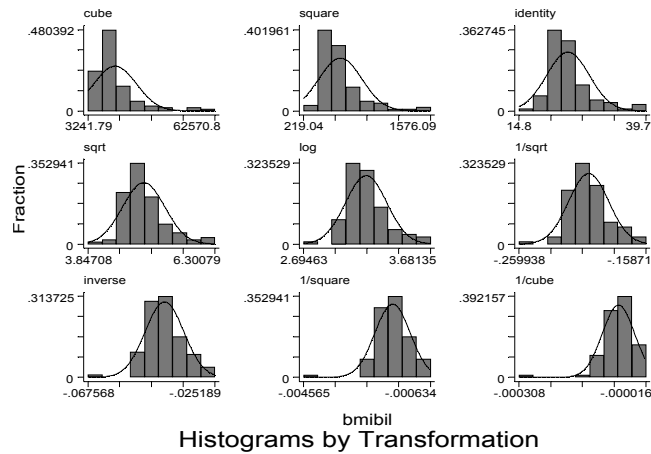 cube
square
identity
.480392
.401961
.362745
0
0
0
3241.79 62570.8
219.04 1576.09
14.8 39.7
sqrt
log
1/sqrt
.352941
.323529
.323529
0
0
0
3.84708 6.30079
2.69463 3.68135
-.259938 -.15871
inverse
1/square
1/cube
.313725
.352941
.392157
0
0
0
-.067568 -.025189
-.004565 -.000634
-.000308 -.000016
Fraction
bmibil
Histograms by Transformation